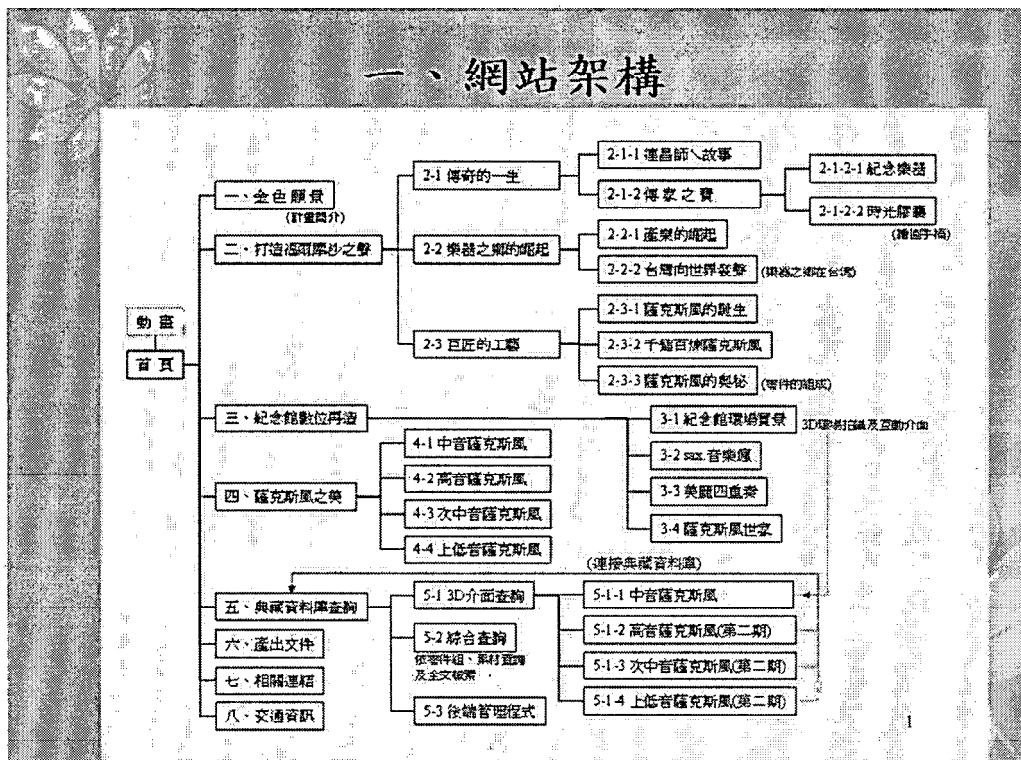 一、網站架構
動畫
首頁
一、金色願景
(計畫簡介)
二、打造福爾摩沙之聲
2-1 傳奇的一生
2-1-1 連昌師ㄟ故事
2-1-2 傳家之寶
2-1-2-1 紀念樂器
2-1-2-2 時光膠囊
(繪圖手稿)
2-2 樂器之鄉的崛起
2-2-1 產業的崛起
2-2-2 台灣向世界發聲
(樂器之鄉在台灣)
2-3 巨匠的工藝
2-3-1 薩克斯風的誕生
2-3-2 千錘百煉薩克斯風
2-3-3 薩克斯風的奧秘
(零件的組成)
三、紀念館數位再造
3-1 紀念館環場實景
3D環場拍攝及互動介面
3-2 sax.音樂瘋
3-3 美麗四重奏
3-4 薩克斯風世家
四、薩克斯風之美
4-1 中音薩克斯風
4-2 高音薩克斯風
4-3 次中音薩克斯風
4-4 上低音薩克斯風
(連接典藏資料庫)
五、典藏資料庫查詢
5-1 3D介面查詢
5-1-1 中音薩克斯風
5-1-2 高音薩克斯風(第二期)
5-1-3 次中音薩克斯風(第二期)
5-1-4 上低音薩克斯風(第二期)
5-2 綜合查詢
依零件組、素材查詢
及全文檢索
5-3 後端管理程式
六、產出文件
七、相關連結
八、交通資訊
1